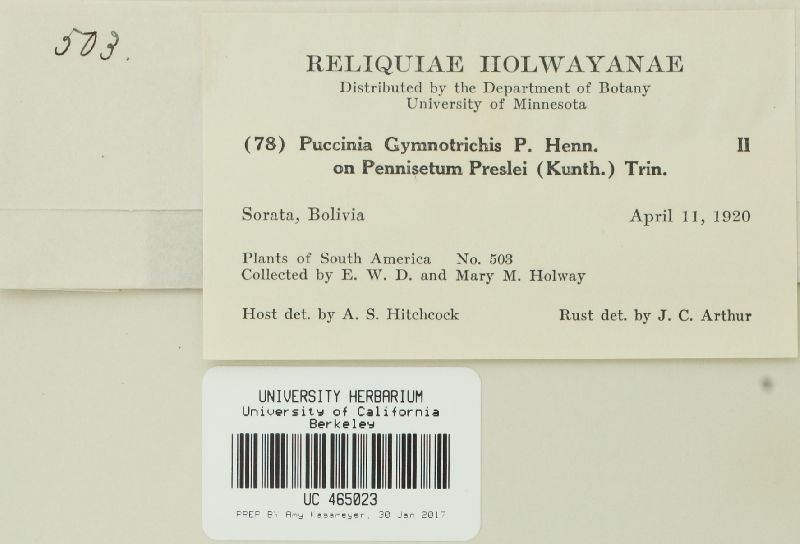 503.
RELIQUIAE HOLWAYANAE
Distributed by the Department of Botany
University of Minnesota
(78) Puccinia Gymnotrichis P. Henn. II
on Pennisetum Preslei (Kunth.) Trin.
Sorata, Bolivia April 11, 1920
Plants of South America No. 503
Collected by E. W. D. and Mary M. Holway
Host det. by A. S. Hitchcock Rust det. by J. C. Arthur
UNIVERSITY HERBARIUM
University of California
Berkeley
UC 465023
PREP BY Amy Kasameyer, 30 Jan 2017